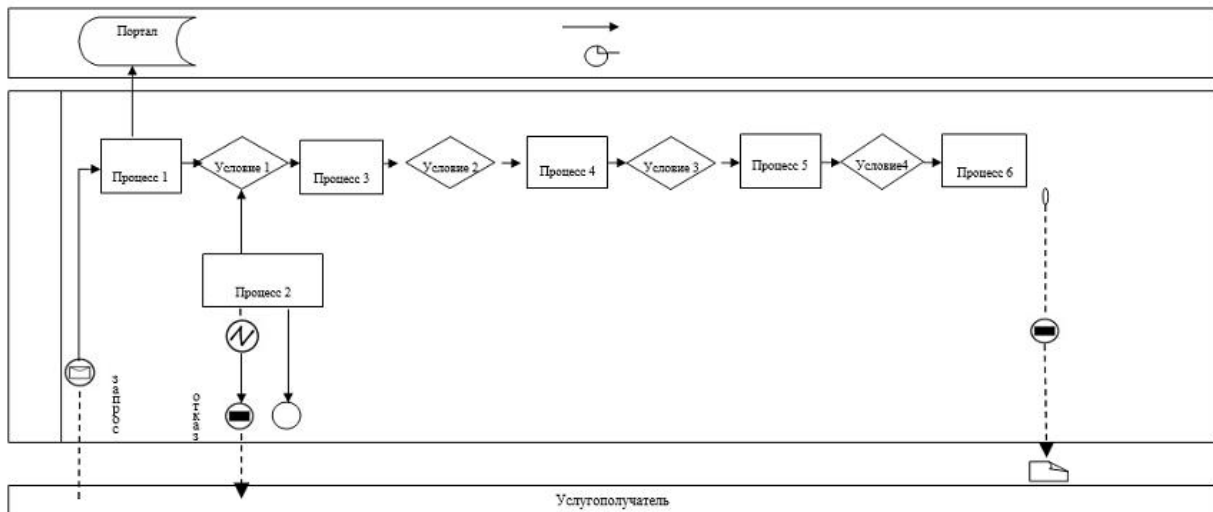 Портал
Процесс 1
Условие 1
Процесс 3
Условие 2
Процесс 4
Условие 3
Процесс 5
Условие4
Процесс 6
Процесс 2
запрос
отказ
Услугополучатель